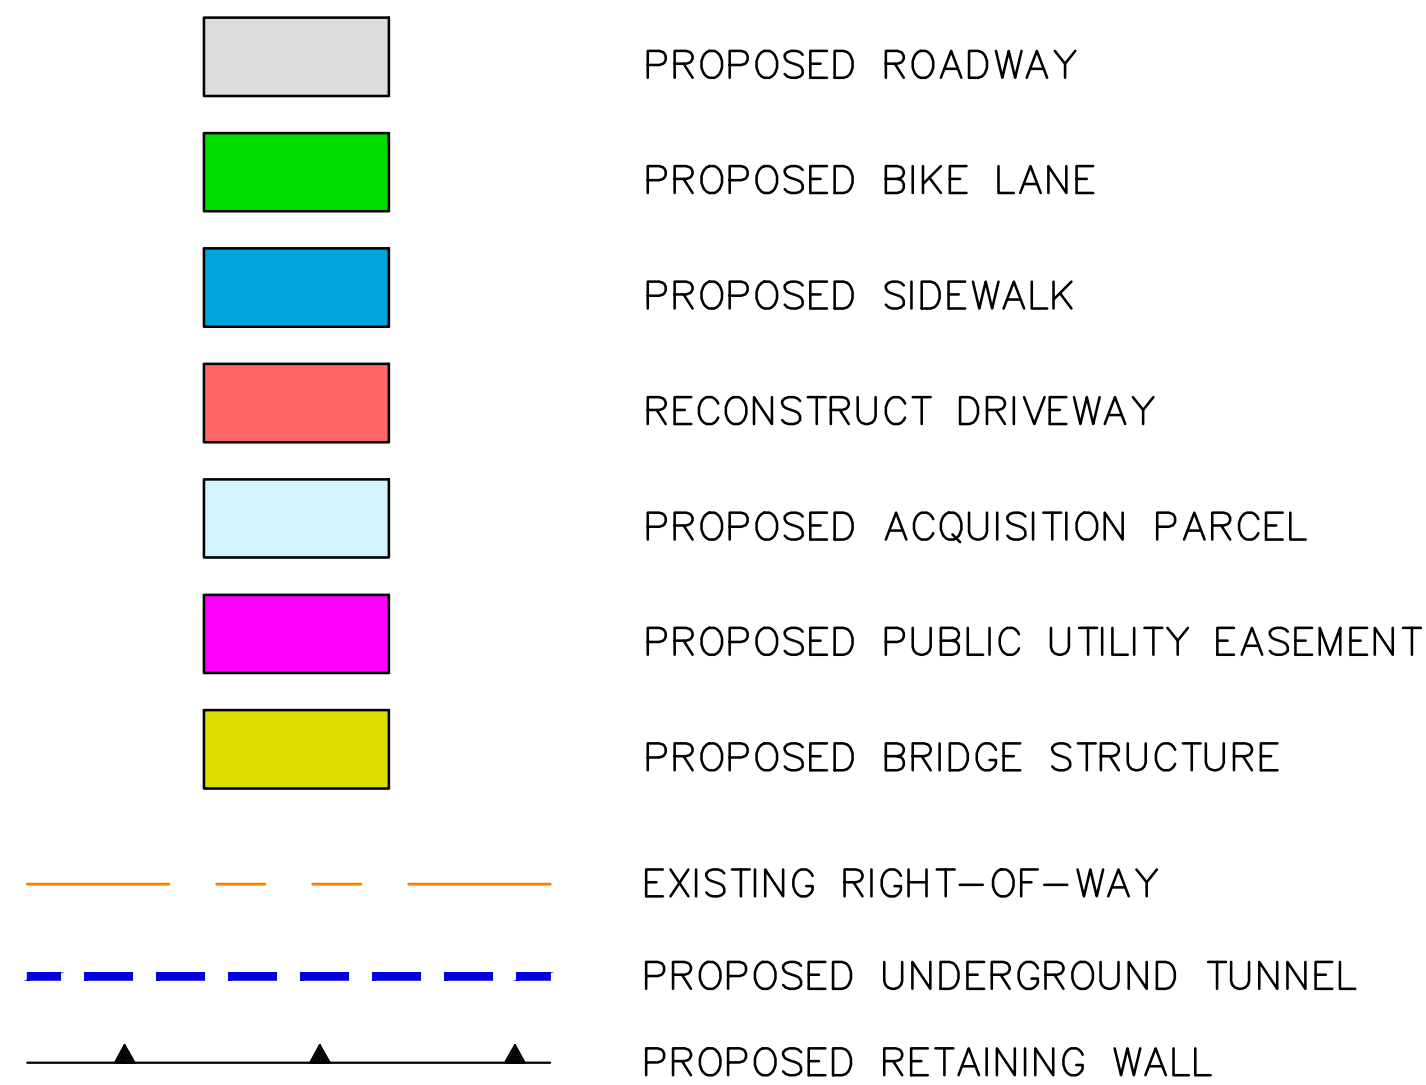 PROPOSED ROADWAY
PROPOSED BIKE LANE
PROPOSED SIDEWALK
RECONSTRUCT DRIVEWAY
PROPOSED ACQUISITION PARCEL
PROPOSED PUBLIC UTILITY EASEMENT
PROPOSED BRIDGE STRUCTURE
EXISTING RIGHT-OF-WAY
PROPOSED UNDERGROUND TUNNEL
PROPOSED RETAINING WALL